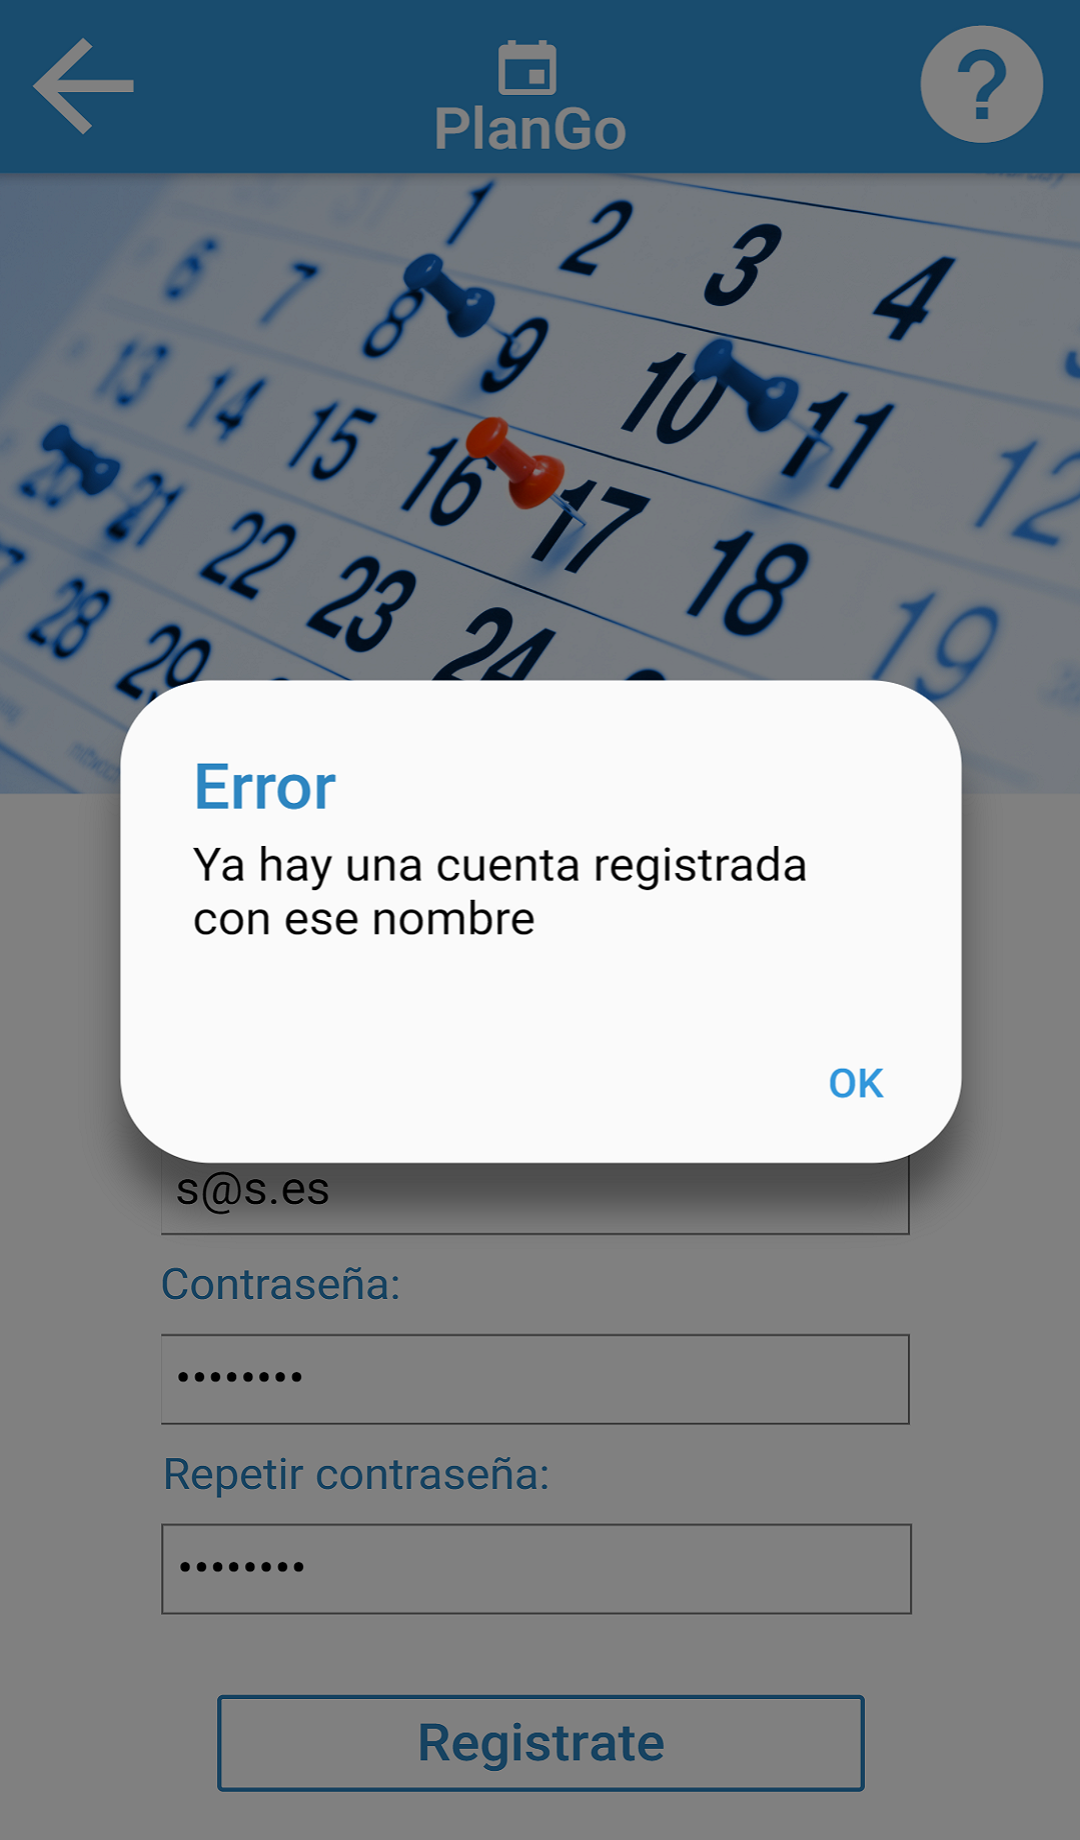 PlanGo
1 2 3 4
6 7 8 9 10 11 12
13 14 15 16 17 18 19
20 21 22 23 24
28 29
Error
Ya hay una cuenta registrada
con ese nombre
OK
s@s.es
Contraseña:
••••••••
Repetir contraseña:
••••••••
Registrate